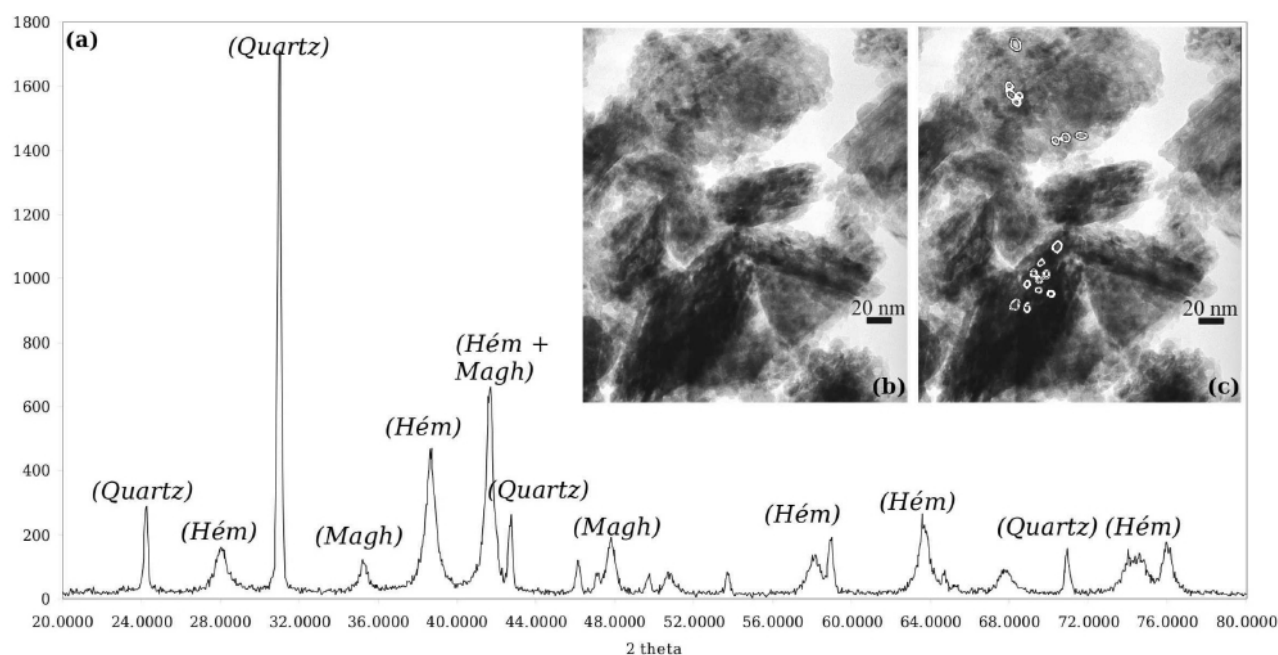 1800
(a)
(Quartz)
1600
1400
1200
1000
800
600
400
200
0
(Hém +
Magh)
(Hém)
(Quartz)
(Quartz)
(Hém)
(Magh)
(Magh)
(Hém)
(Hém)
(Quartz) (Hém)
20 nm
(b)
20 nm
(c)
20.0000 24.0000 28.0000 32.0000 36.0000 40.0000 44.0000 48.0000 52.0000 56.0000 60.0000 64.0000 68.0000 72.0000 76.0000 80.0000
2 theta